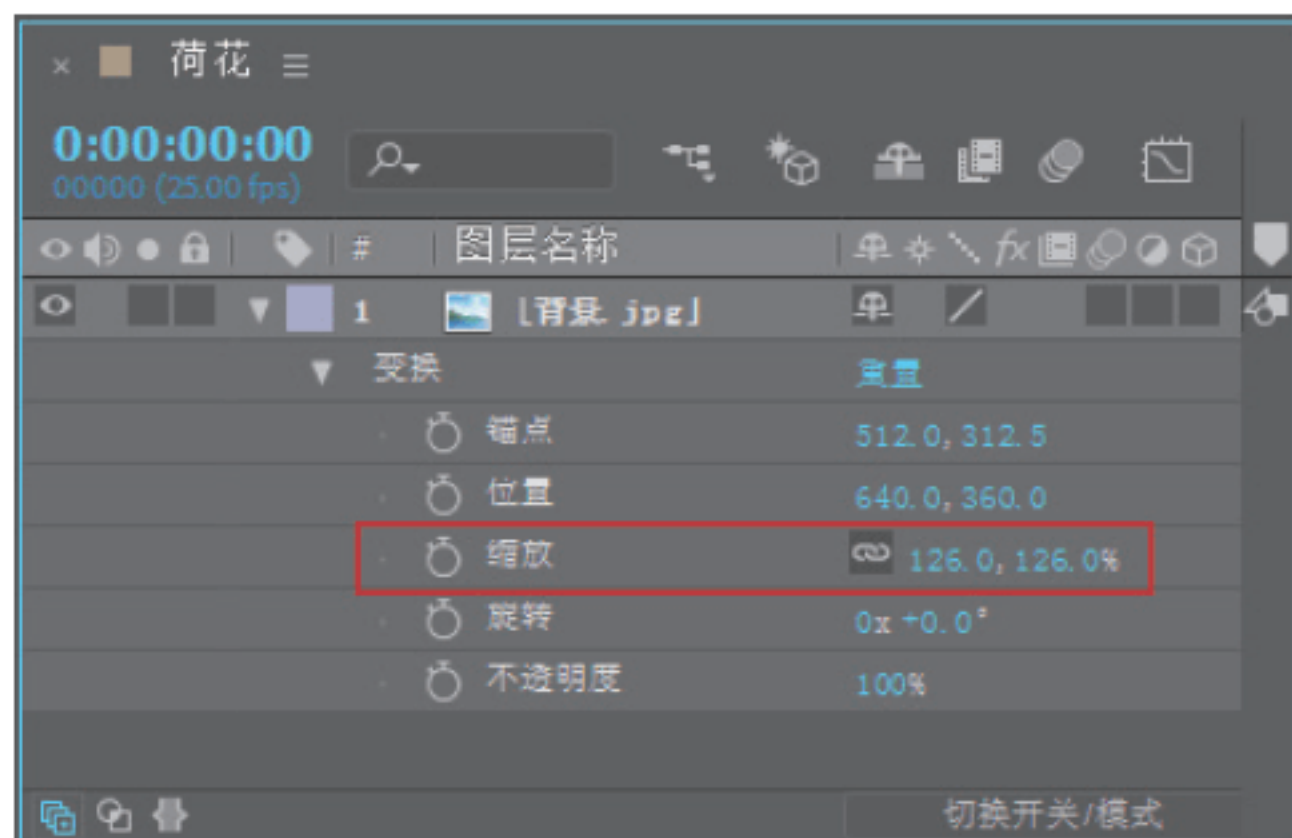 荷花
0:00:00:00
00000 (25.00 fps)
# 图层名称 fx
1 [背景.jpg]
变换 重置
锚点 512.0, 312.5
位置 640.0, 360.0
缩放 126.0, 126.0%
旋转 0x +0.0°
不透明度 100%
切换开关/模式